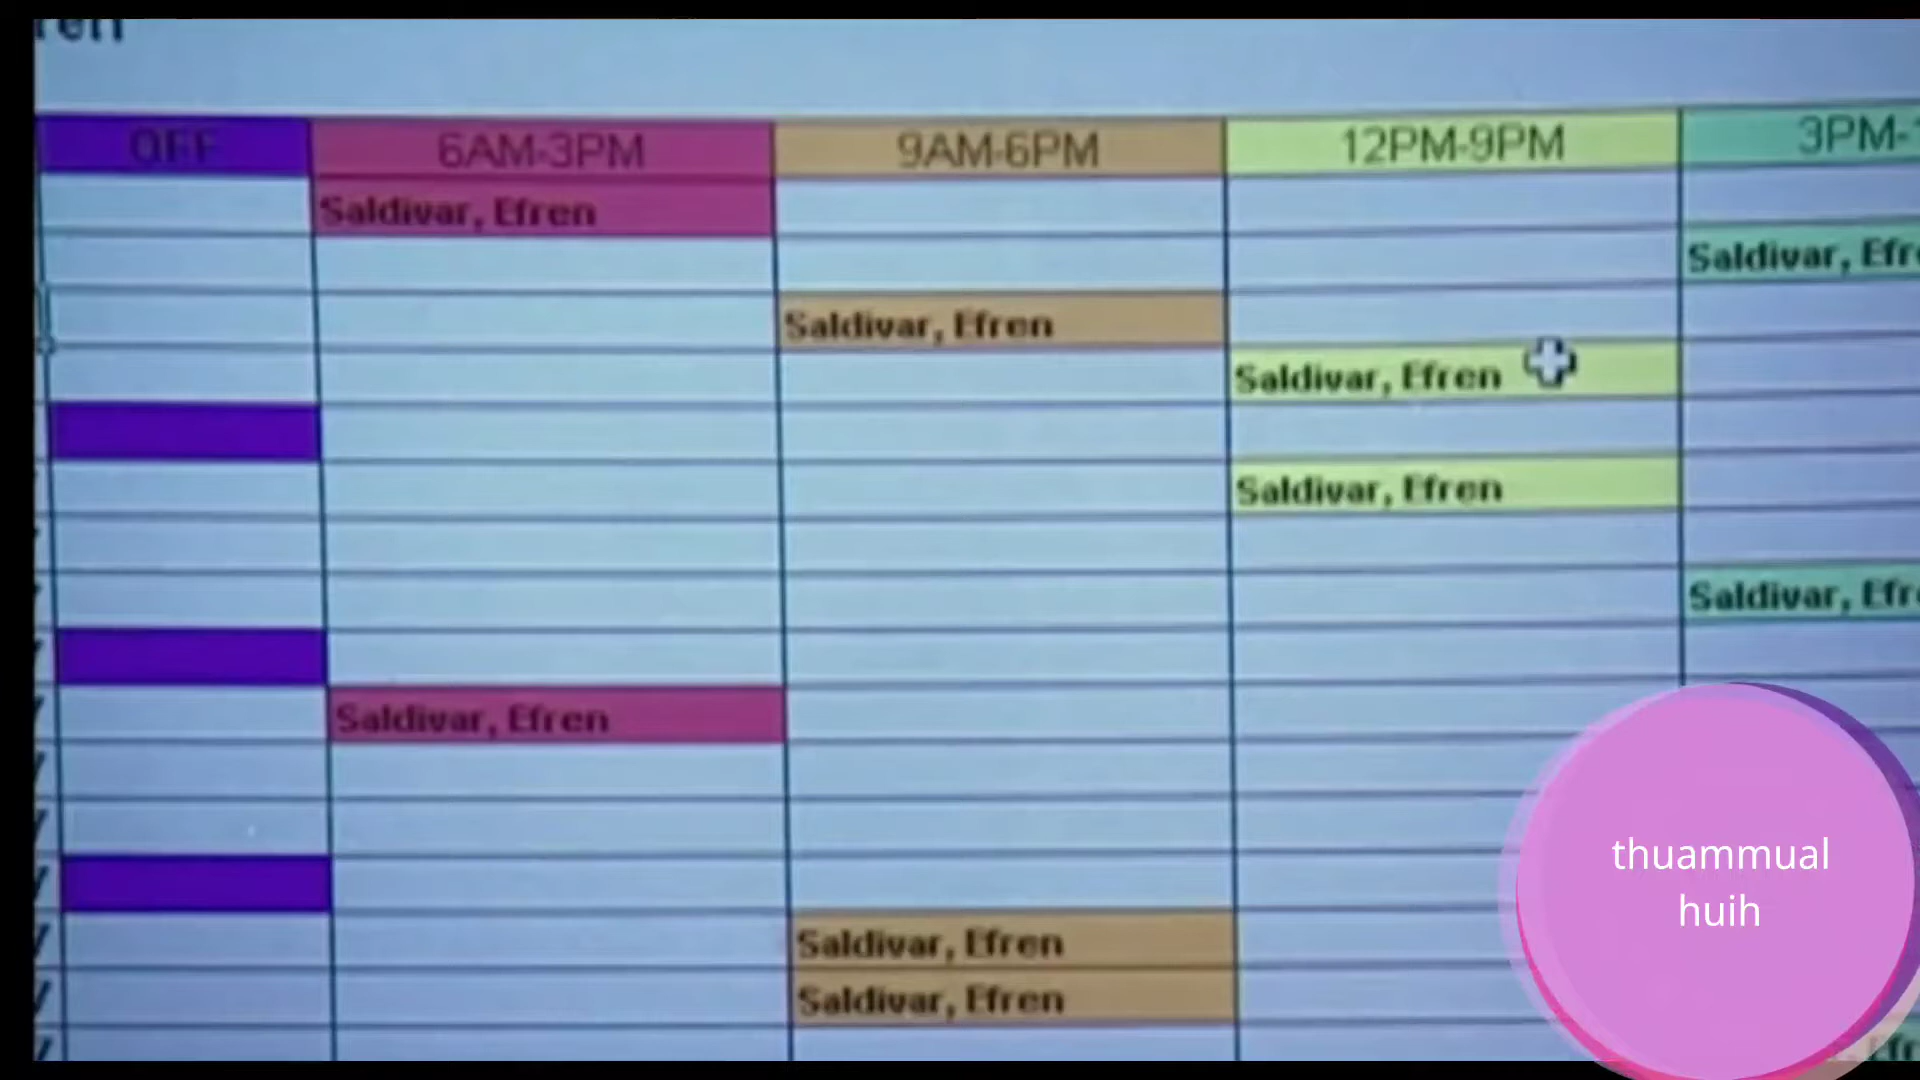 OFF 6AM-3PM 9AM-6PM 12PM-9PM 3PM-
Saldivar, Efren
Saldivar, Efr
Saldivar, Efren
Saldivar, Efren
Saldivar, Efren
Saldivar, Efr
Saldivar, Efren
Saldivar, Efren
Saldivar, Efren
thuammual
huih